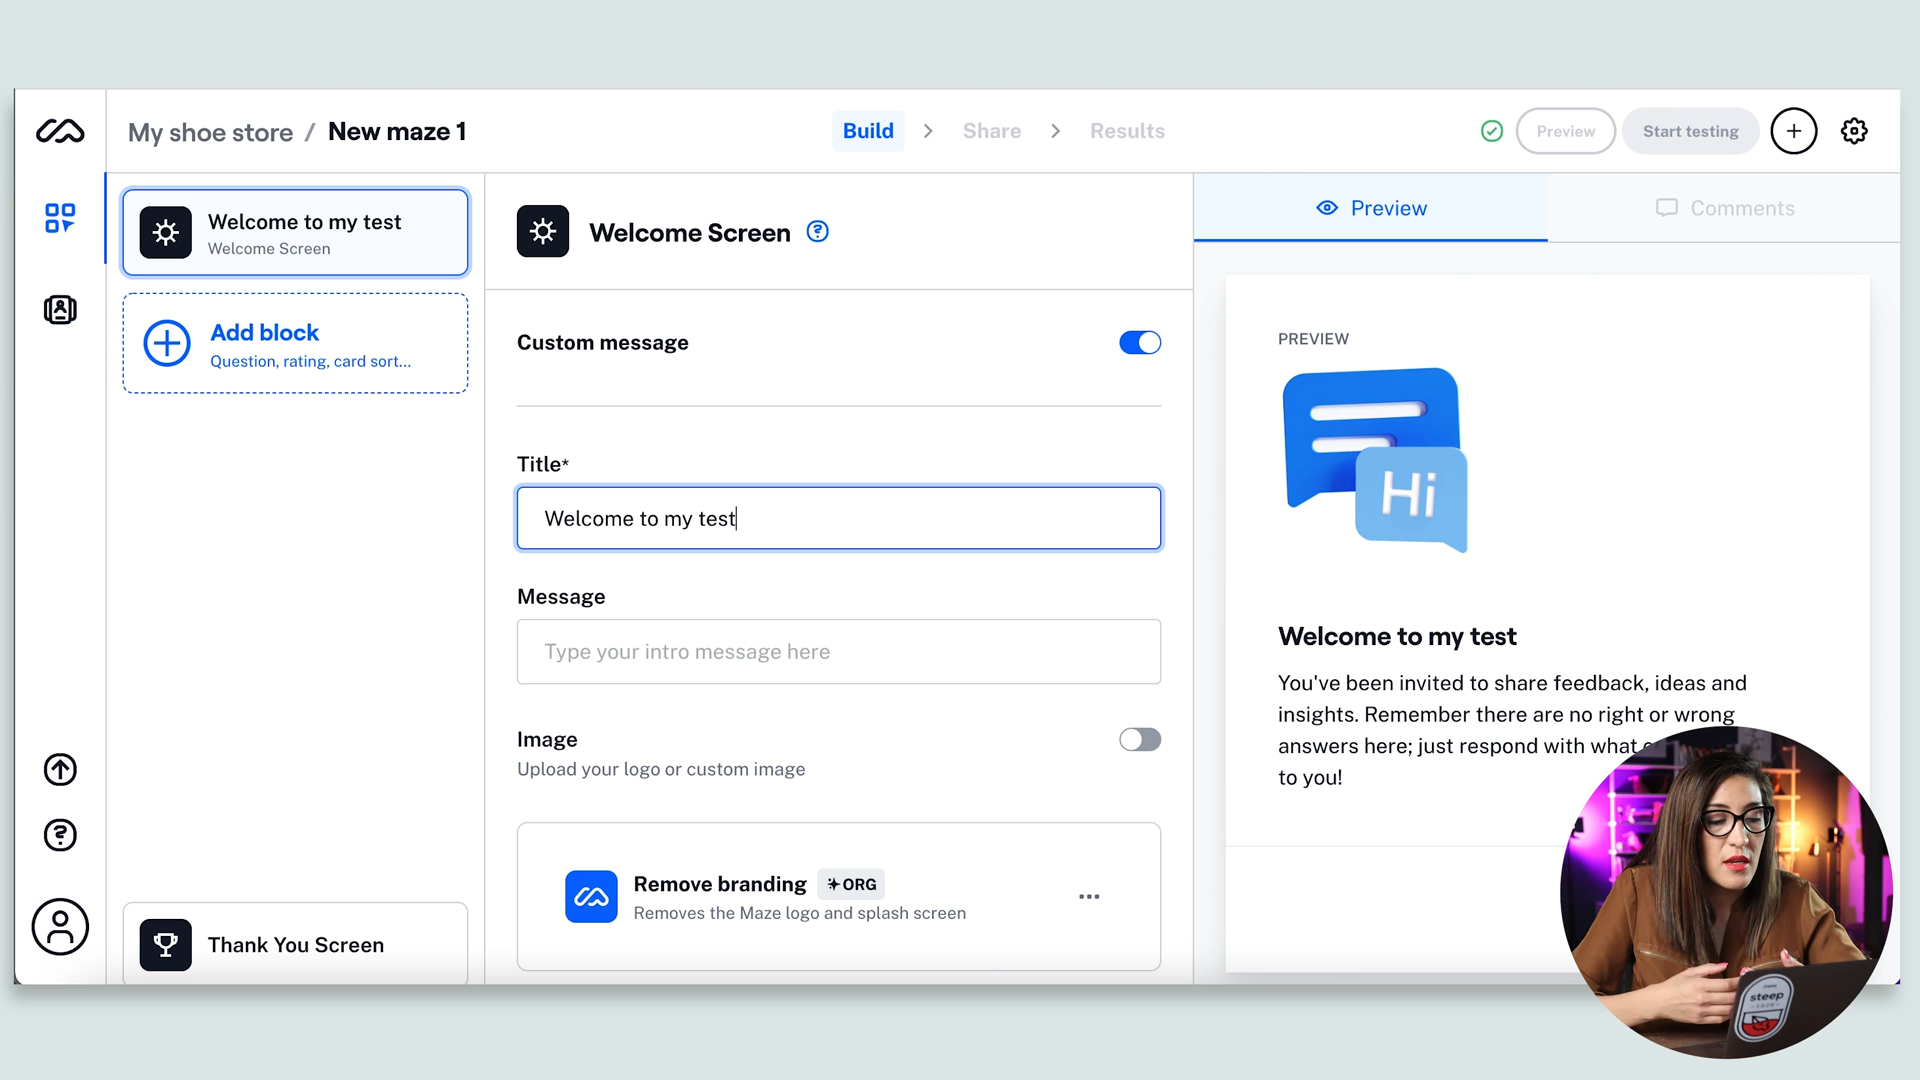 My shoe store / New maze 1
Build > Share > Results
Preview
Start testing
Welcome to my test
Welcome Screen
Add block
Question, rating, card sort...
Thank You Screen
Welcome Screen
Custom message
Title*
Welcome to my test
Message
Type your intro message here
Image
Upload your logo or custom image
Remove branding
ORG
Removes the Maze logo and splash screen
Preview
Comments
PREVIEW
Hi
Welcome to my test
You've been invited to share feedback, ideas and
insights. Remember there are no right or wrong
answers here; just respond with what
to you!
steep